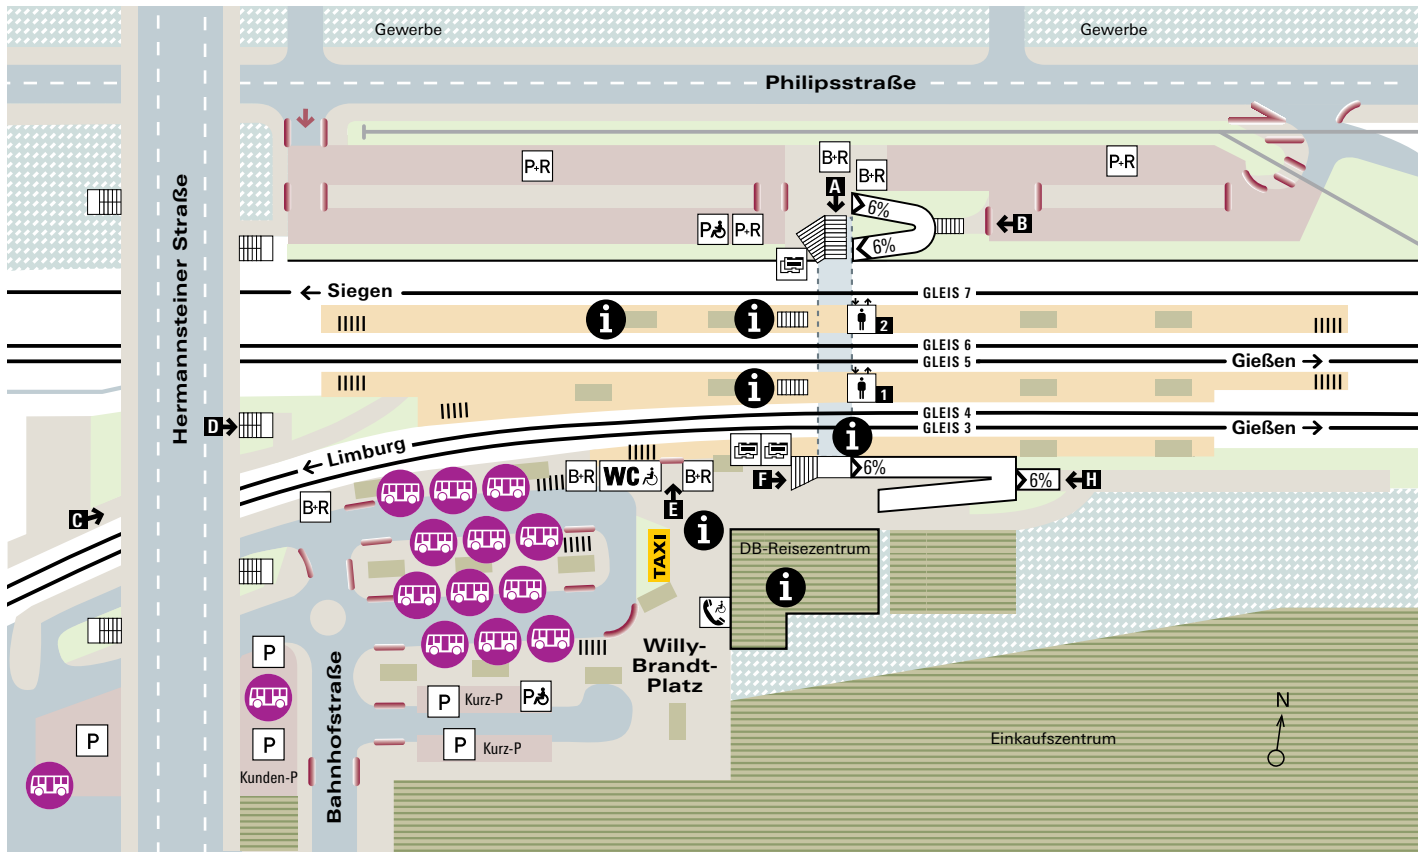 Gewerbe
Gewerbe
Philipsstraße
Hermannsteiner Straße
P+R
B+R
P+R
B+R
A
6%
6%
B
P
P+R
Siegen
GLEIS 7
i
i
2
GLEIS 6
GLEIS 5
Gießen
i
1
D
GLEIS 4
GLEIS 3
Gießen
Limburg
i
B+R
WC
B+R
F
6%
6%
H
E
B+R
C
i
TAXI
DB-Reisezentrum
i
Willy-
Brandt-
Platz
P
P
Kurz-P
P
P
Kurz-P
P
P
Kunden-P
Bahnhofstraße
N
Einkaufszentrum